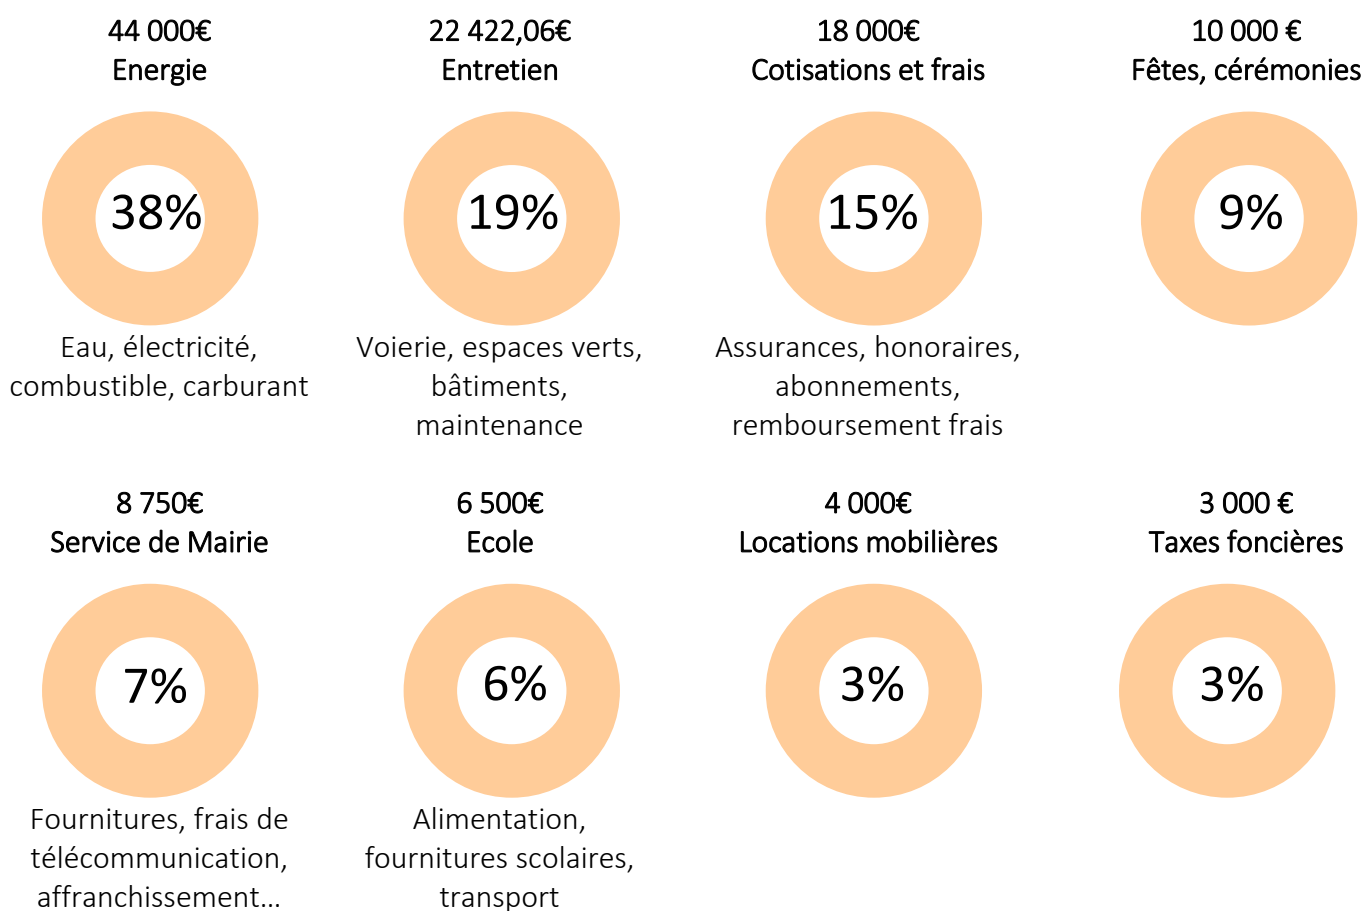 44 000€
Energie
38%
Eau, électricité,
combustible, carburant
22 422,06€
Entretien
19%
Voierie, espaces verts,
bâtiments,
maintenance
18 000€
Cotisations et frais
15%
Assurances, honoraires,
abonnements,
remboursement frais
10 000 €
Fêtes, cérémonies
9%
8 750€
Service de Mairie
7%
Fournitures, frais de
télécommunication,
affranchissement...
6 500€
Ecole
6%
Alimentation,
fournitures scolaires,
transport
4 000€
Locations mobilières
3%
3 000 €
Taxes foncières
3%